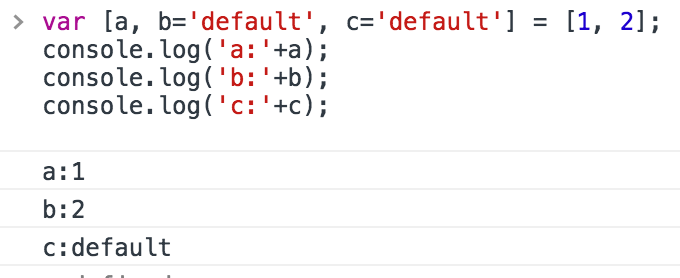 > var [a, b='default', c='default'] = [1, 2];
console.log('a:'+a);
console.log('b:'+b);
console.log('c:'+c);
a:1
b:2
c:default